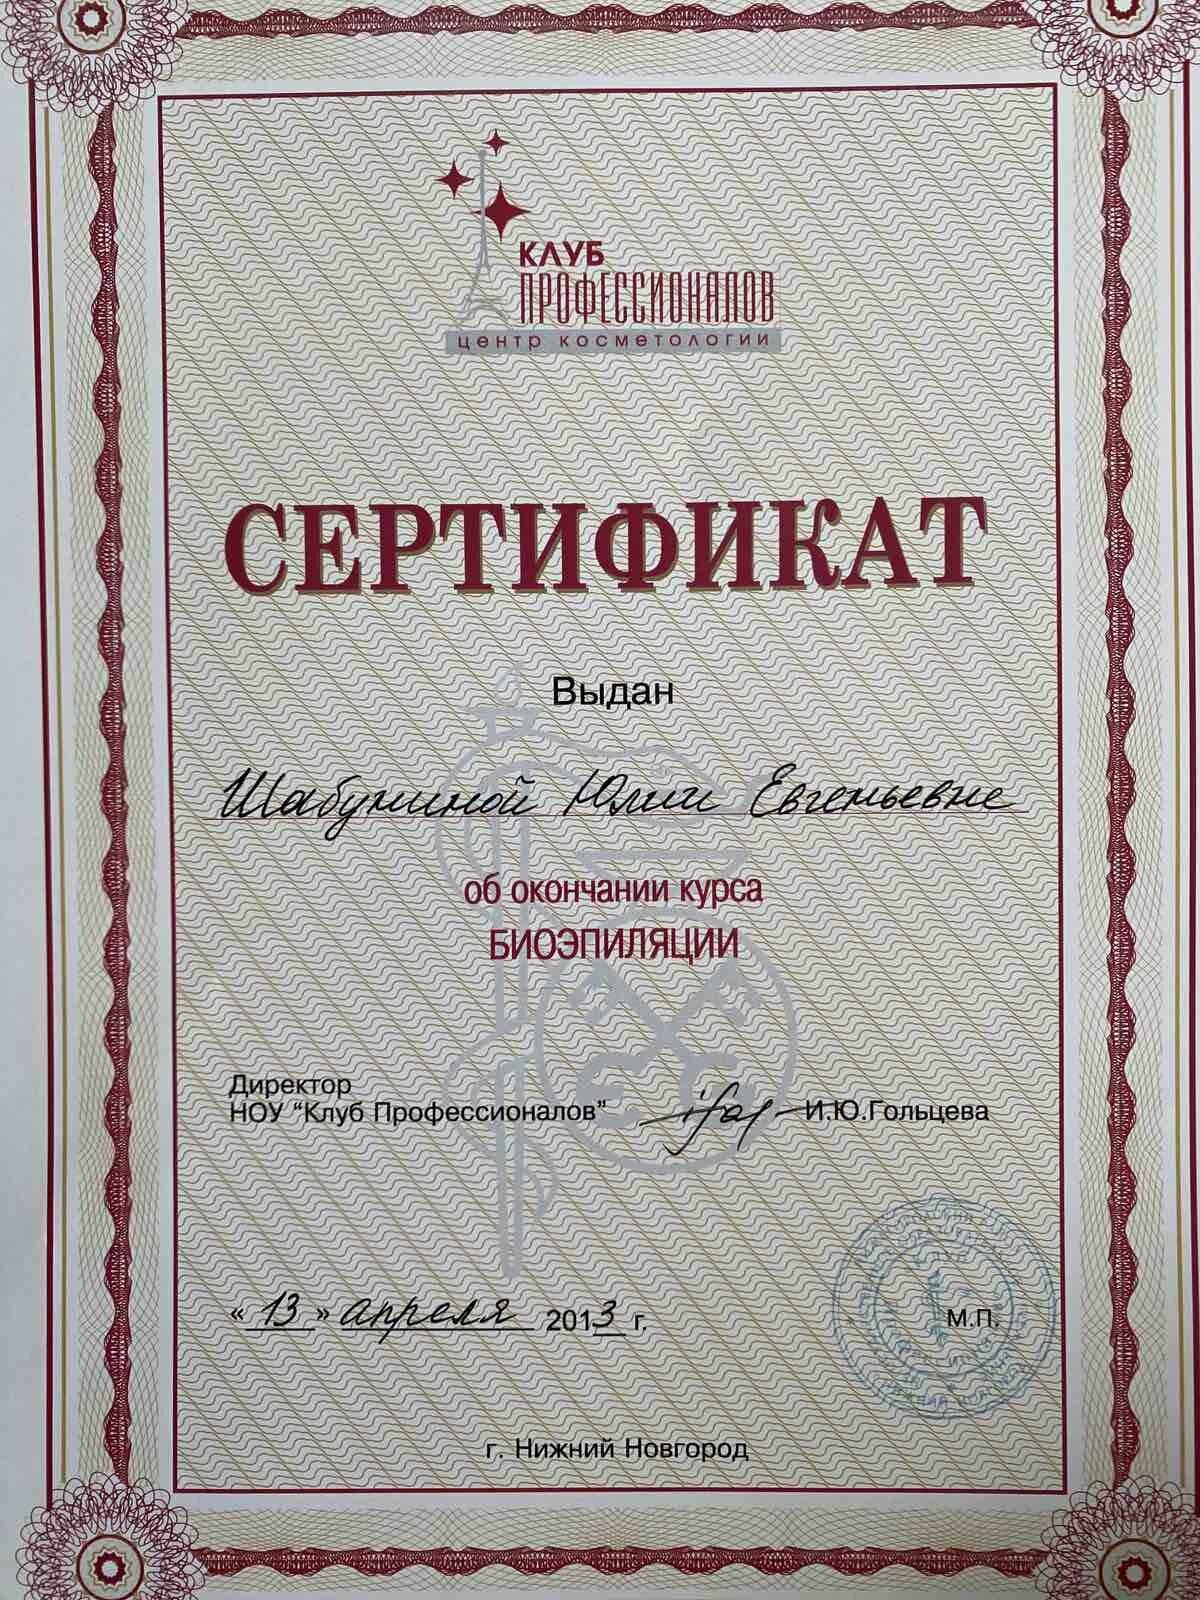 КЛУБ
ПРОФЕССИОНАЛОВ
центр косметологии
СЕРТИФИКАТ
Выдан
Шабуниной Юлии Евгеньевне
об окончании курса
БИОЭПИЛЯЦИИ
Директор
НОУ "Клуб Профессионалов" И.Ю.Гольцева
« 13 » апреля 2013 г. М.П.
г. Нижний Новгород